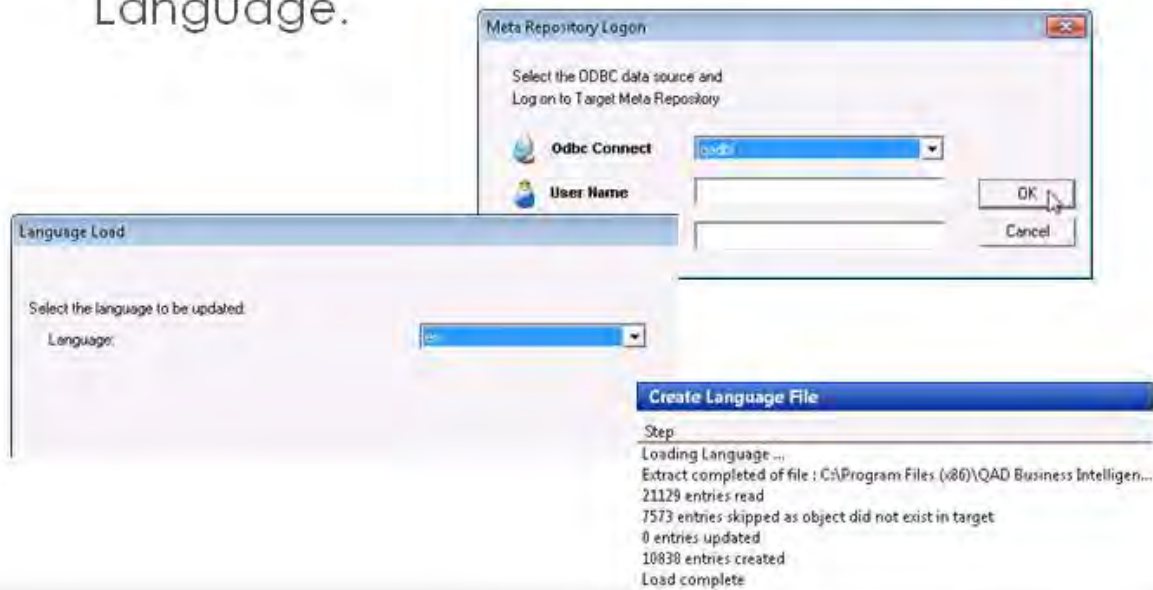 Language.
Meta Repository Logon
Select the ODBC data source and
Log on to Target Meta Repository
Odbc Connect
qadbi
User Name
OK
Cancel
Language Load
Select the language to be updated:
Language:
Create Language File
Step
Loading Language ...
Extract completed of file : C:\Program Files (x86)\QAD Business Intelligen...
21129 entries read
7573 entries skipped as object did not exist in target
0 entries updated
10838 entries created
Load complete